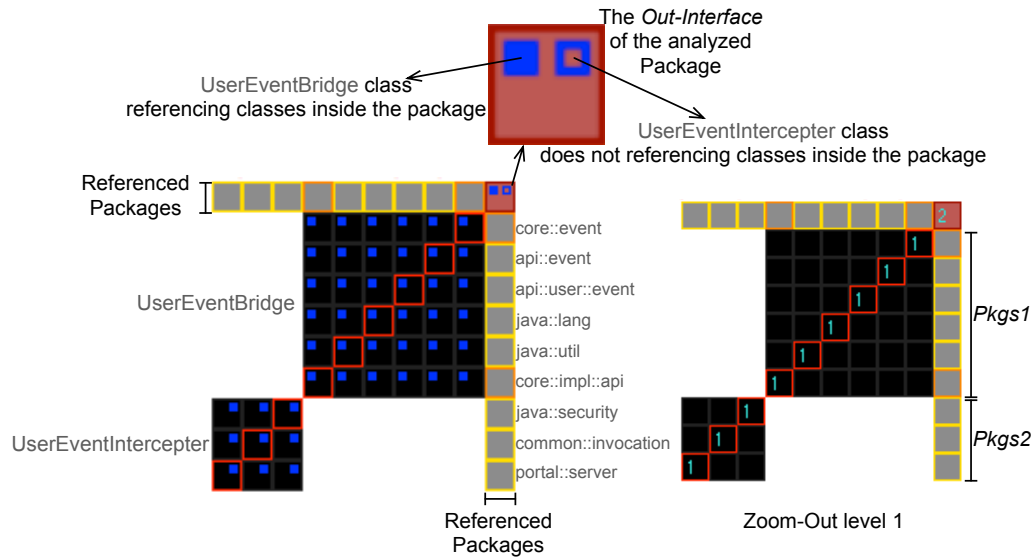 The Out-Interface
of the analyzed
Package
UserEventBridge class
referencing classes inside the package
UserEventIntercepter class
does not referencing classes inside the package
Referenced
Packages
UserEventBridge
core::event
api::event
api::user::event
java::lang
java::util
core::impl::api
UserEventIntercepter
java::security
common::invocation
portal::server
Referenced
Packages
2
1
1
1
1
1
1
Pkgs1
1
1
1
Pkgs2
Zoom-Out level 1